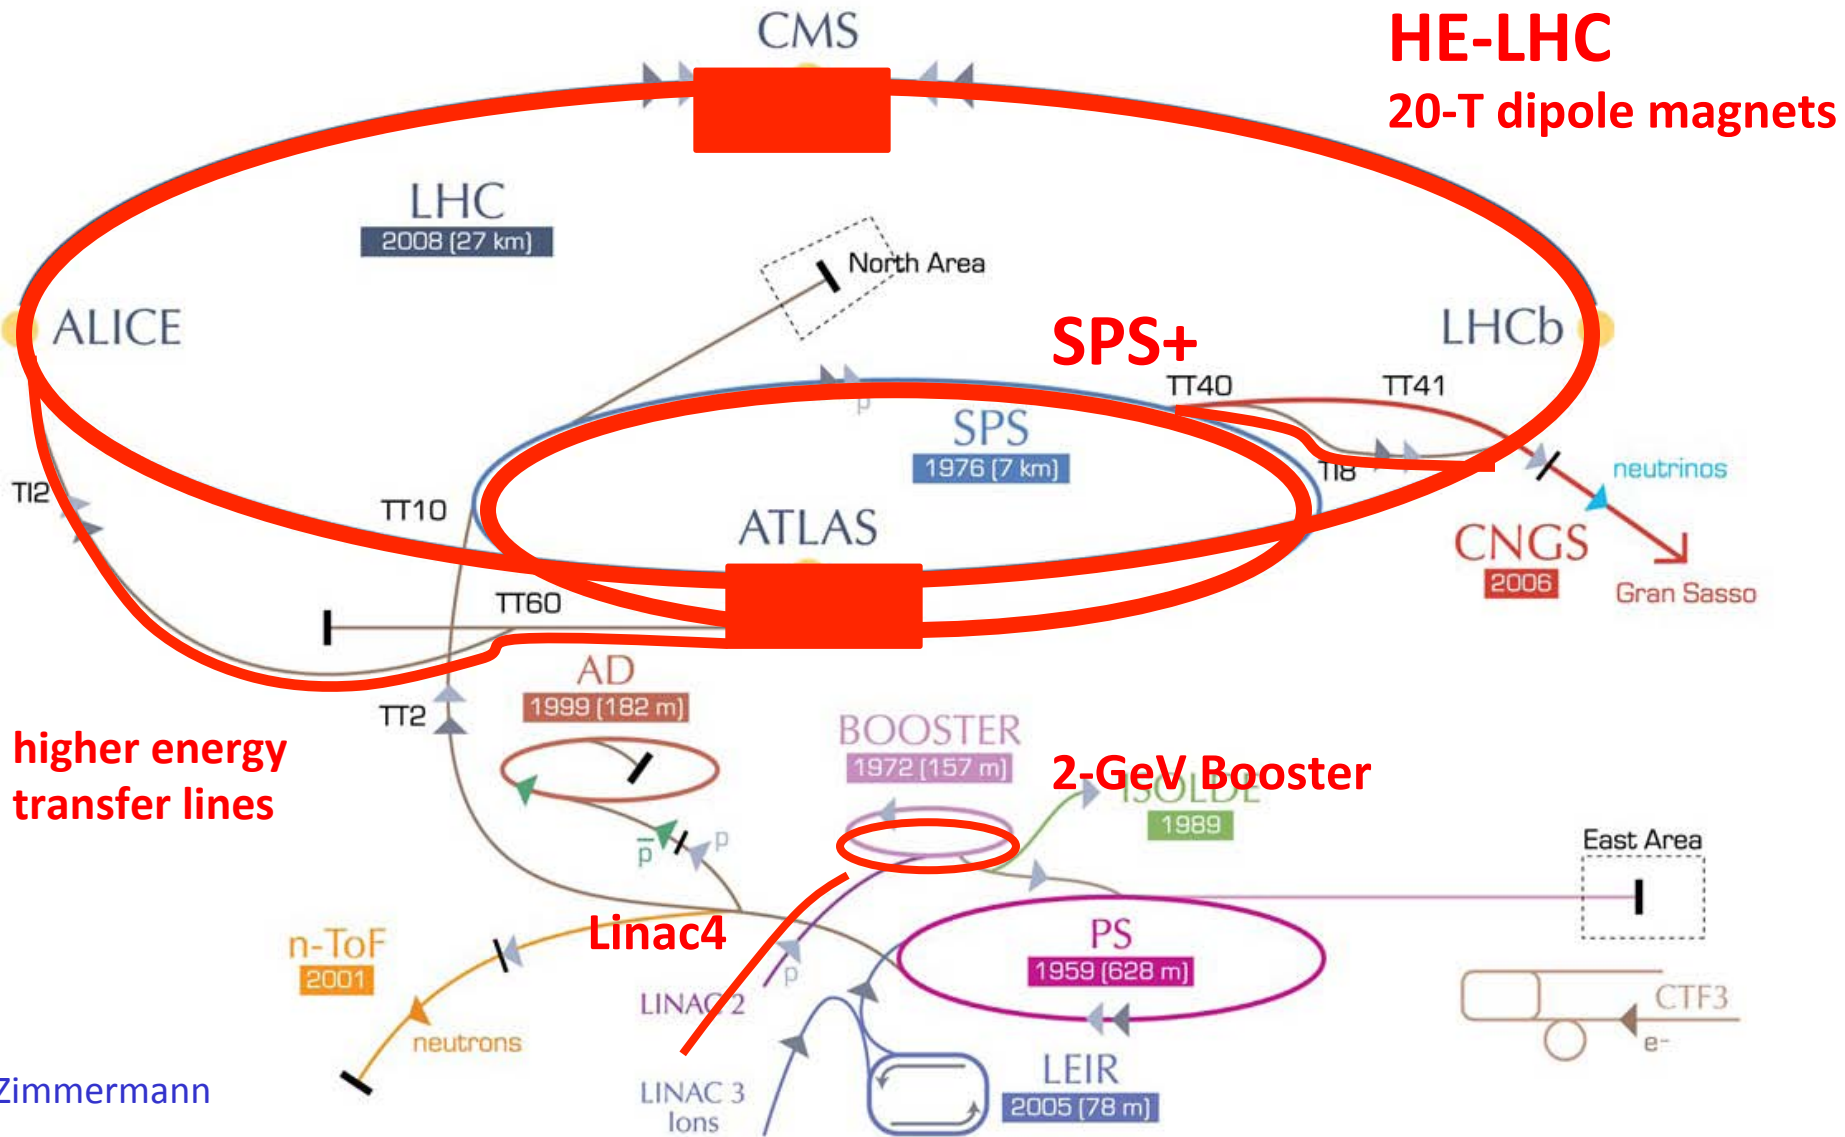 CMS
HE-LHC
20-T dipole magnets
LHC
2008 (27 km)
North Area
ALICE
SPS+
LHCb
TT40
TT41
p
SPS
1976 (7 km)
TI8
neutrinos
TI2
TT10
ATLAS
CNGS
2006
Gran Sasso
TT60
AD
1999 (182 m)
TT2
BOOSTER
1972 (157 m)
higher energy
transfer lines
2-GeV Booster
ISOLDE
1989
p̅
p
East Area
n-ToF
2001
Linac4
PS
1959 (628 m)
p
LINAC 2
neutrons
CTF3
e-
LEIR
2005 (78 m)
LINAC 3
Ions
Zimmermann